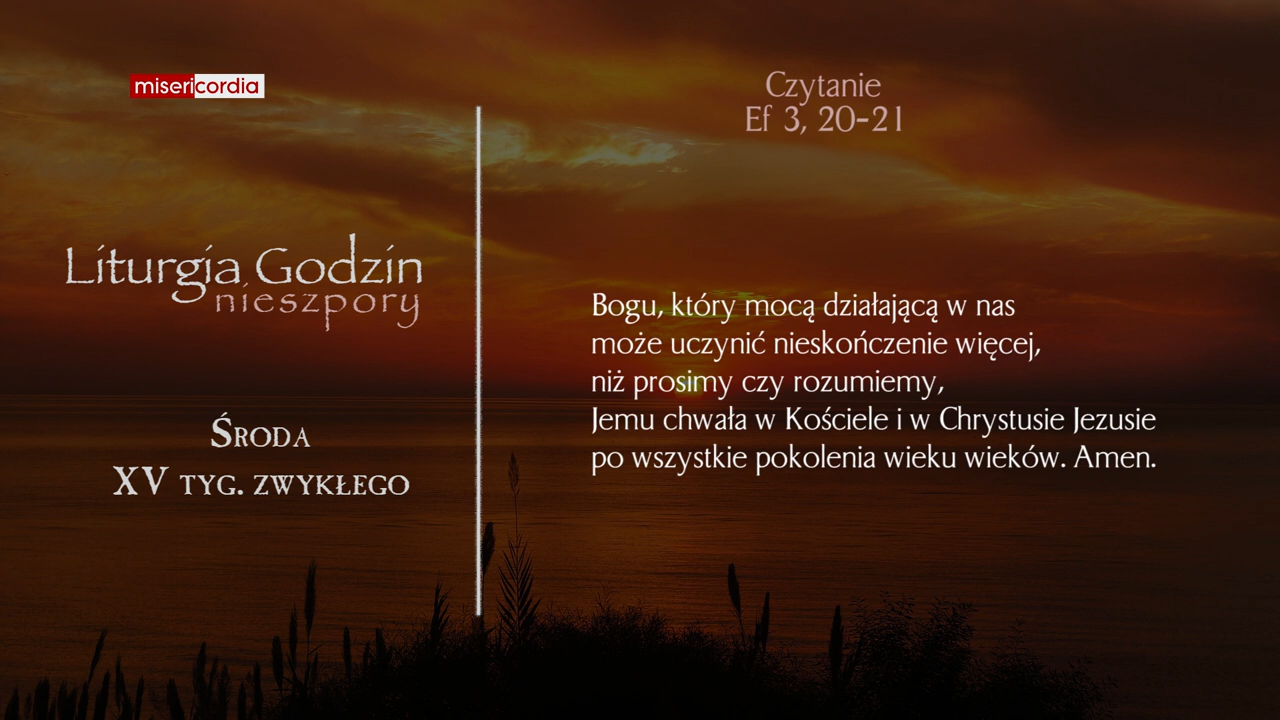 misericordia
Liturgia Godzin
nieszpory
Środa
XV tyg. zwykłego
Czytanie
Ef 3, 20-21
Bogu, który mocą działającą w nas
może uczynić nieskończenie więcej,
niż prosimy czy rozumiemy,
Jemu chwała w Kościele i w Chrystusie Jezusie
po wszystkie pokolenia wieku wieków. Amen.